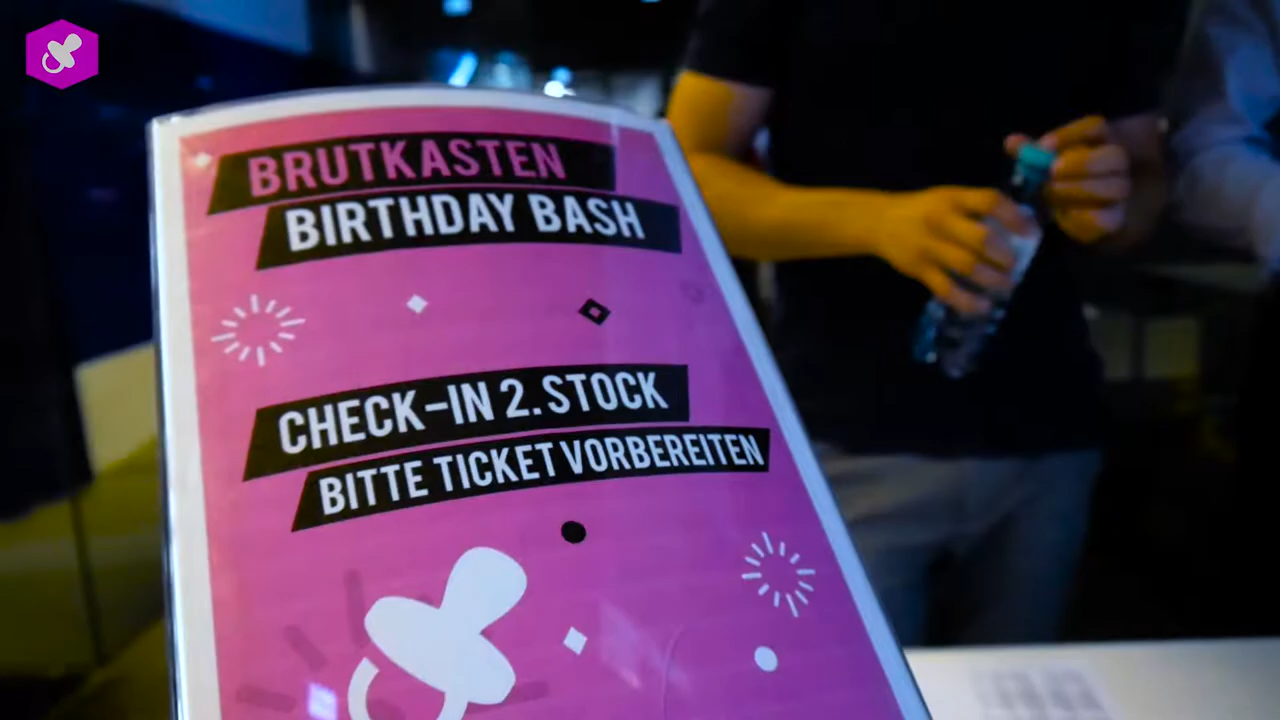 BRUTKASTEN
BIRTHDAY BASH
CHECK-IN 2. STOCK
BITTE TICKET VORBEREITEN